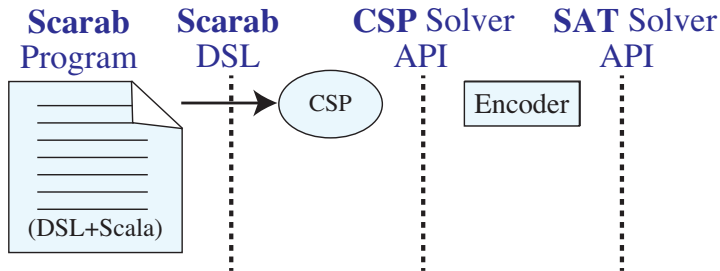 Scarab Program
Scarab DSL
CSP Solver API
SAT Solver API
CSP
Encoder
(DSL+Scala)